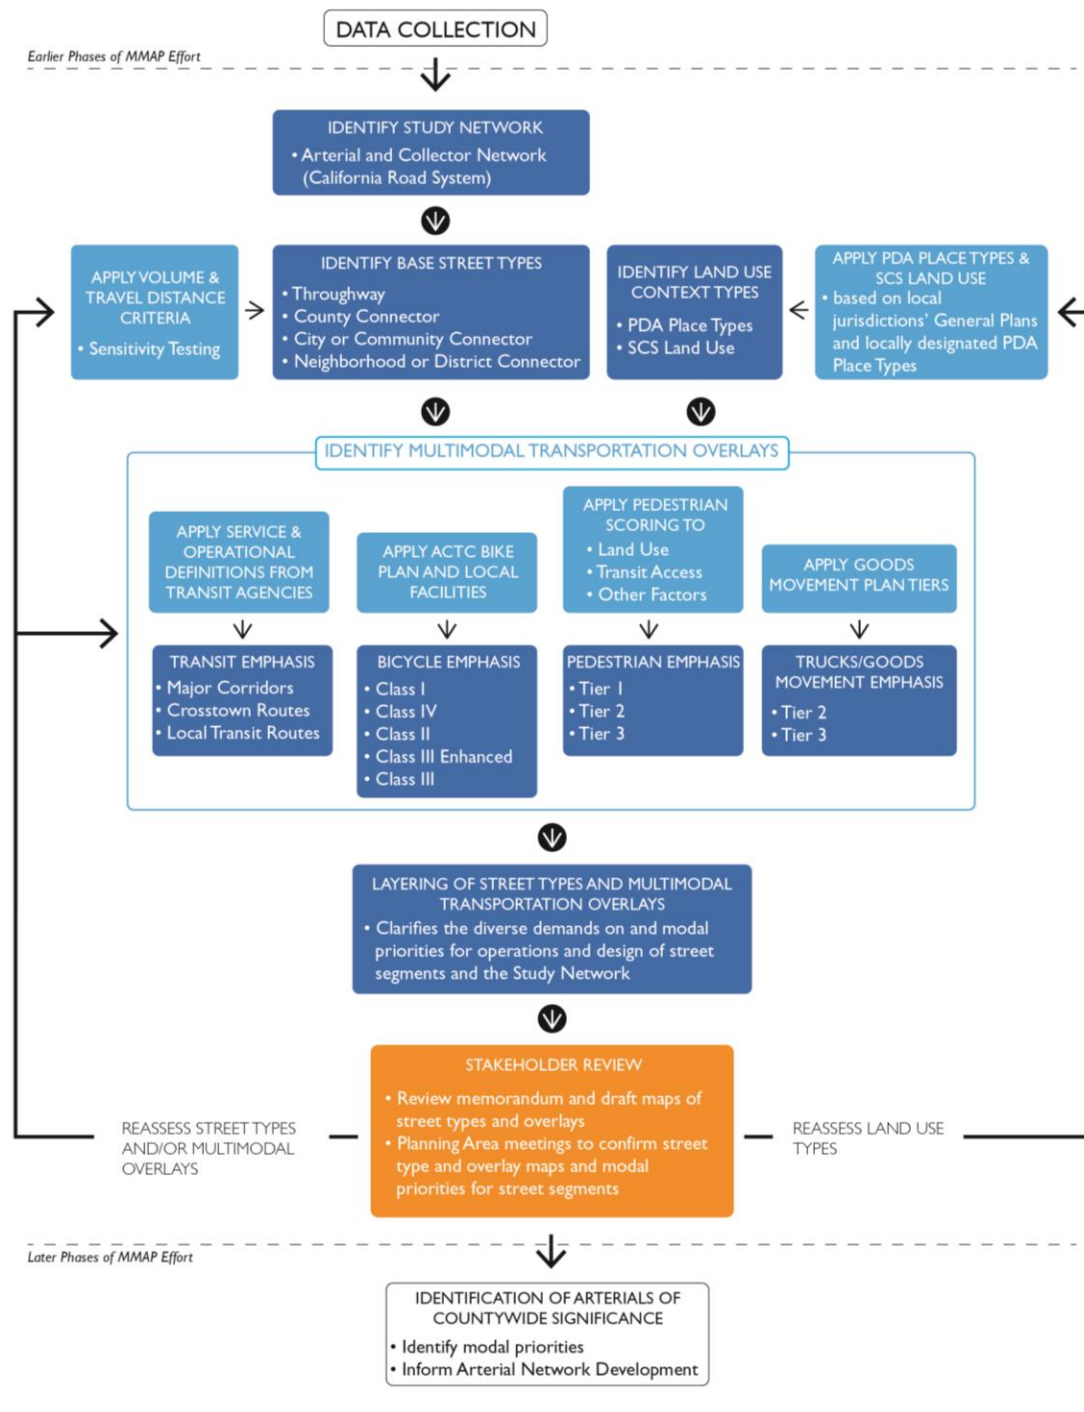 DATA COLLECTION
Earlier Phases of MMAP Effort
IDENTIFY STUDY NETWORK
• Arterial and Collector Network
(California Road System)
APPLY VOLUME &
TRAVEL DISTANCE
CRITERIA
• Sensitivity Testing
IDENTIFY BASE STREET TYPES
• Throughway
• County Connector
• City or Community Connector
• Neighborhood or District Connector
IDENTIFY LAND USE
CONTEXT TYPES
• PDA Place Types
• SCS Land Use
APPLY PDA PLACE TYPES &
SCS LAND USE
• based on local
jurisdictions' General Plans
and locally designated PDA
Place Types
IDENTIFY MULTIMODAL TRANSPORTATION OVERLAYS
APPLY SERVICE &
OPERATIONAL
DEFINITIONS FROM
TRANSIT AGENCIES
APPLY ACTC BIKE
PLAN AND LOCAL
FACILITIES
APPLY PEDESTRIAN
SCORING TO
• Land Use
• Transit Access
• Other Factors
APPLY GOODS
MOVEMENT PLAN TIERS
TRANSIT EMPHASIS
• Major Corridors
• Crosstown Routes
• Local Transit Routes
BICYCLE EMPHASIS
• Class I
• Class IV
• Class II
• Class III Enhanced
• Class III
PEDESTRIAN EMPHASIS
• Tier 1
• Tier 2
• Tier 3
TRUCKS/GOODS
MOVEMENT EMPHASIS
• Tier 2
• Tier 3
LAYERING OF STREET TYPES AND MULTIMODAL
TRANSPORTATION OVERLAYS
• Clarifies the diverse demands on and modal
priorities for operations and design of street
segments and the Study Network
STAKEHOLDER REVIEW
• Review memorandum and draft maps of
street types and overlays
• Planning Area meetings to confirm street
type and overlay maps and modal
priorities for street segments
REASSESS STREET TYPES
AND/OR MULTIMODAL
OVERLAYS
REASSESS LAND USE
TYPES
Later Phases of MMAP Effort
IDENTIFICATION OF ARTERIALS OF
COUNTYWIDE SIGNIFICANCE
• Identify modal priorities
• Inform Arterial Network Development